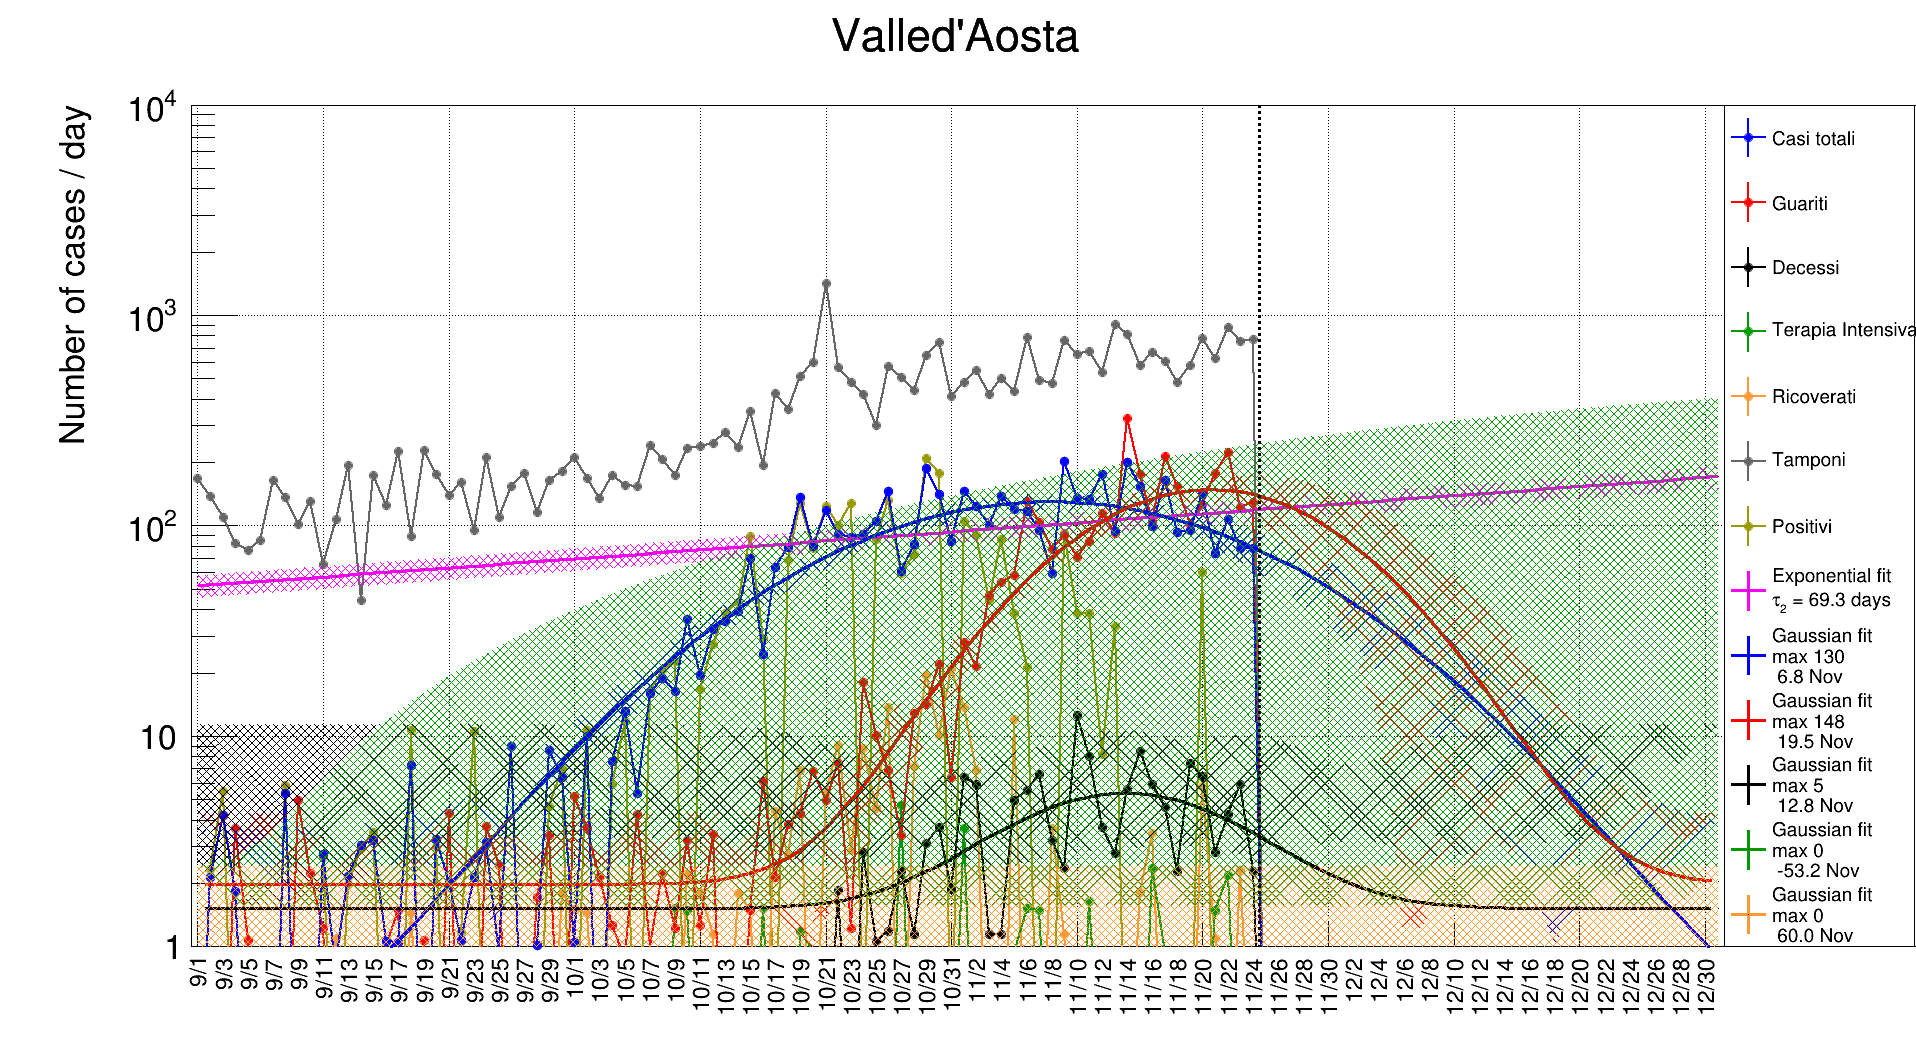 Valled'Aosta
Number of cases / day
10^4
10^3
10^2
10
1
9/1 9/3 9/5 9/7 9/9 9/11 9/13 9/15 9/17 9/19 9/21 9/23 9/25 9/27 9/29 10/1 10/3 10/5 10/7 10/9 10/11 10/13 10/15 10/17 10/19 10/21 10/23 10/25 10/27 10/29 10/31 11/2 11/4 11/6 11/8 11/10 11/12 11/14 11/16 11/18 11/20 11/22 11/24 11/26 11/28 11/30 12/2 12/4 12/6 12/8 12/10 12/12 12/14 12/16 12/18 12/20 12/22 12/24 12/26 12/28 12/30
Casi totali
Guariti
Decessi
Terapia Intensiva
Ricoverati
Tamponi
Positivi
Exponential fit
τ2 = 69.3 days
Gaussian fit
max 130
6.8 Nov
Gaussian fit
max 148
19.5 Nov
Gaussian fit
max 5
12.8 Nov
Gaussian fit
max 0
-53.2 Nov
Gaussian fit
max 0
60.0 Nov